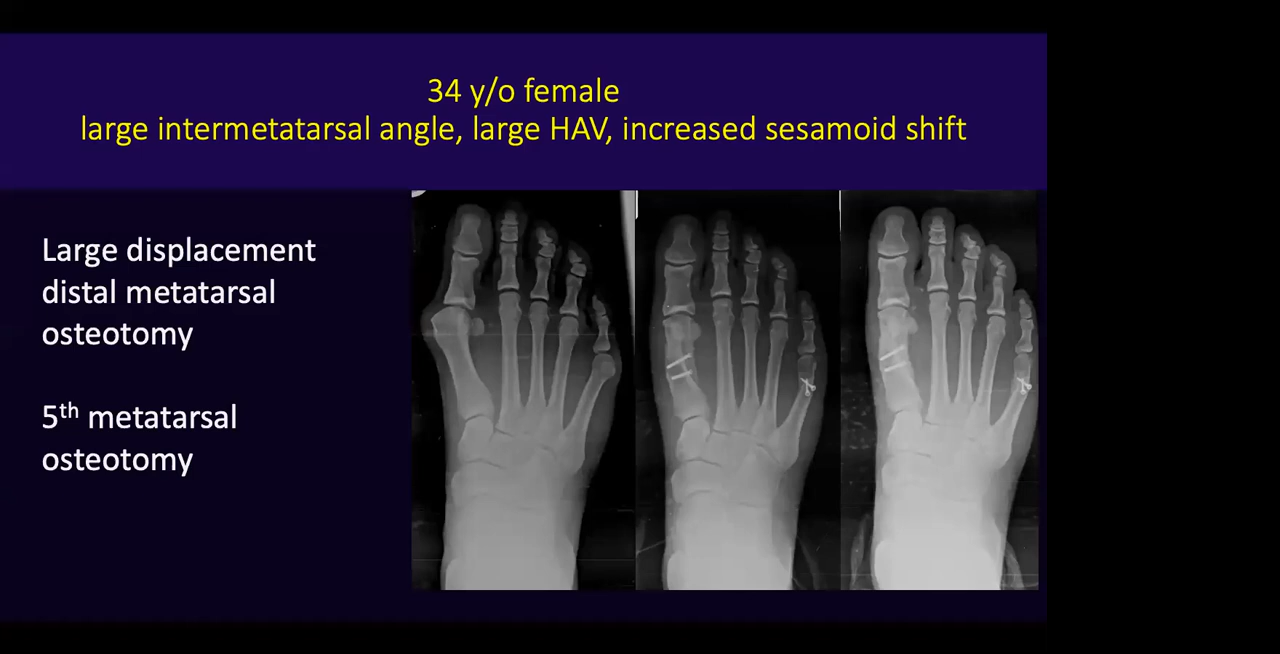 34 y/o female
large intermetatarsal angle, large HAV, increased sesamoid shift
Large displacement
distal metatarsal
osteotomy
5th metatarsal
osteotomy